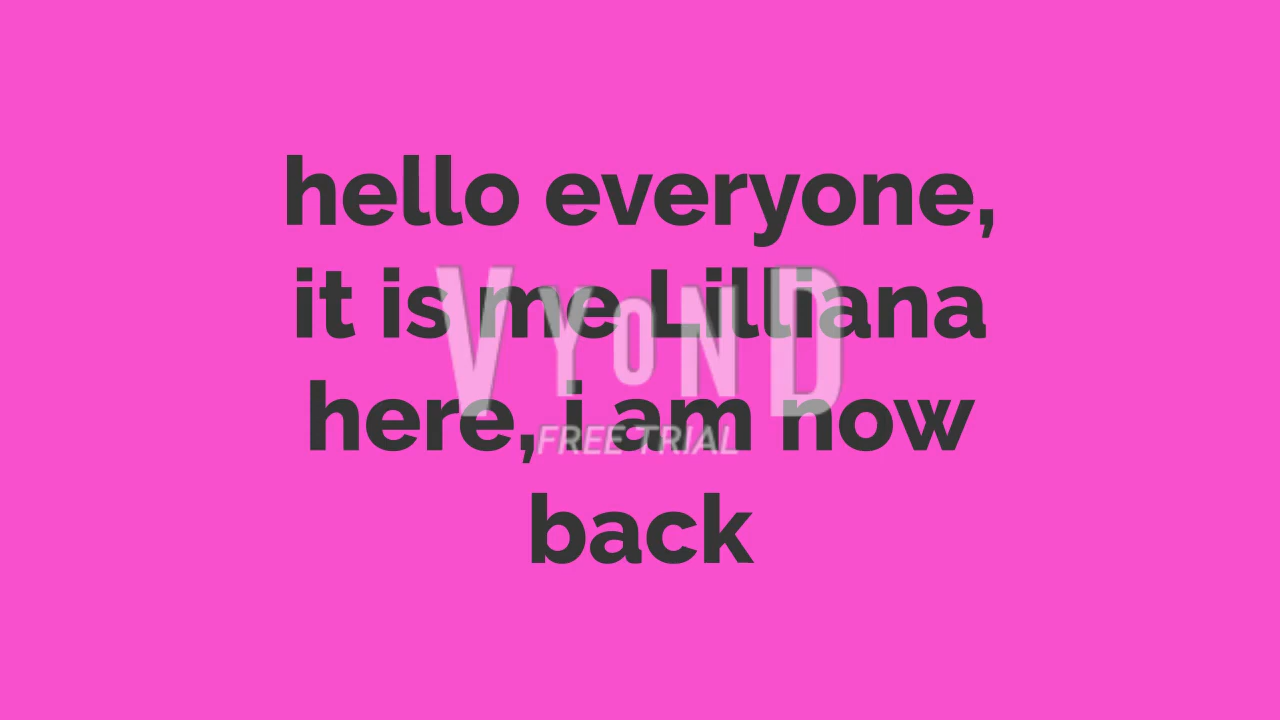 hello everyone,
it is me Lilliana
here, i am now
back
VYOND
FREE TRIAL